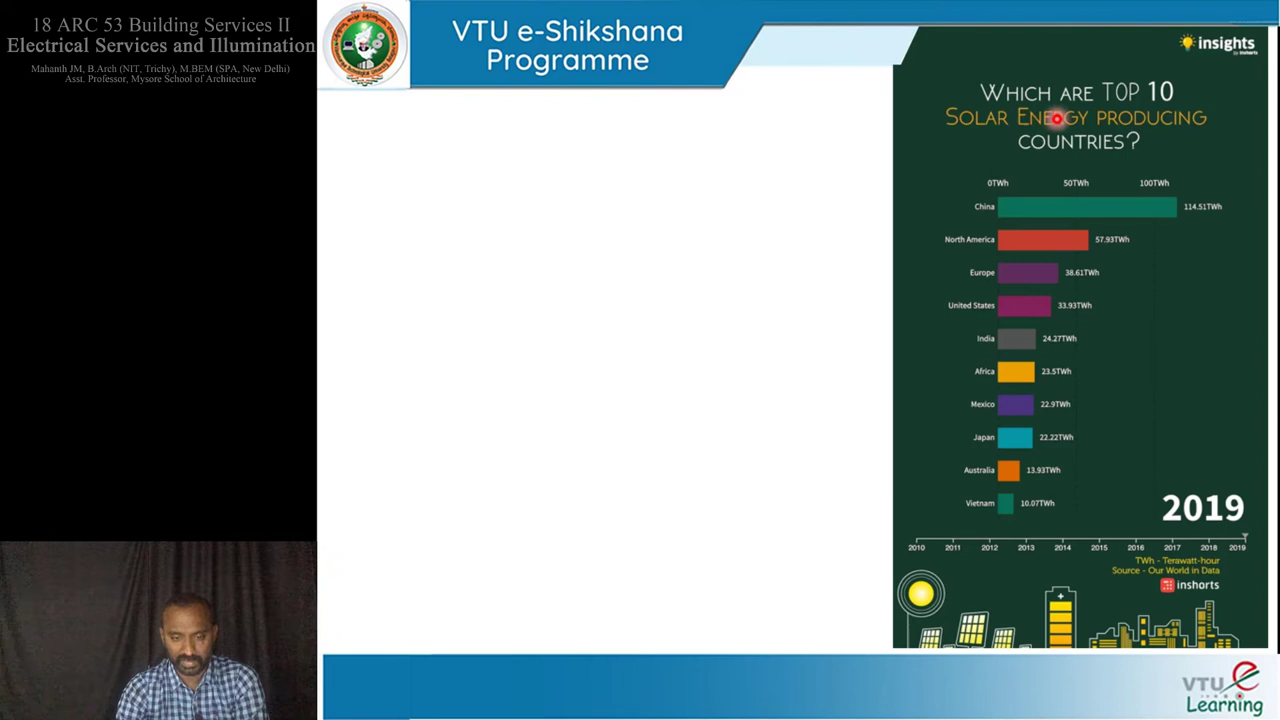 18 ARC 53 Building Services II
Electrical Services and Illumination
Mahanth JM, B.Arch (NIT, Trichy), M.BEM (SPA, New Delhi)
Asst. Professor, Mysore School of Architecture
VTU e-Shikshana
Programme
insights
by inshorts
WHICH ARE TOP 10
SOLAR ENERGY PRODUCING
COUNTRIES?
0TWh 50TWh 100TWh
China 114.51TWh
North America 57.93TWh
Europe 38.61TWh
United States 33.93TWh
India 24.27TWh
Africa 23.5TWh
Mexico 22.9TWh
Japan 22.22TWh
Australia 13.93TWh
Vietnam 10.07TWh
2019
2010 2011 2012 2013 2014 2015 2016 2017 2018 2019
TWh - Terawatt-hour
Source - Our World in Data
inshorts
VTU e
Learning